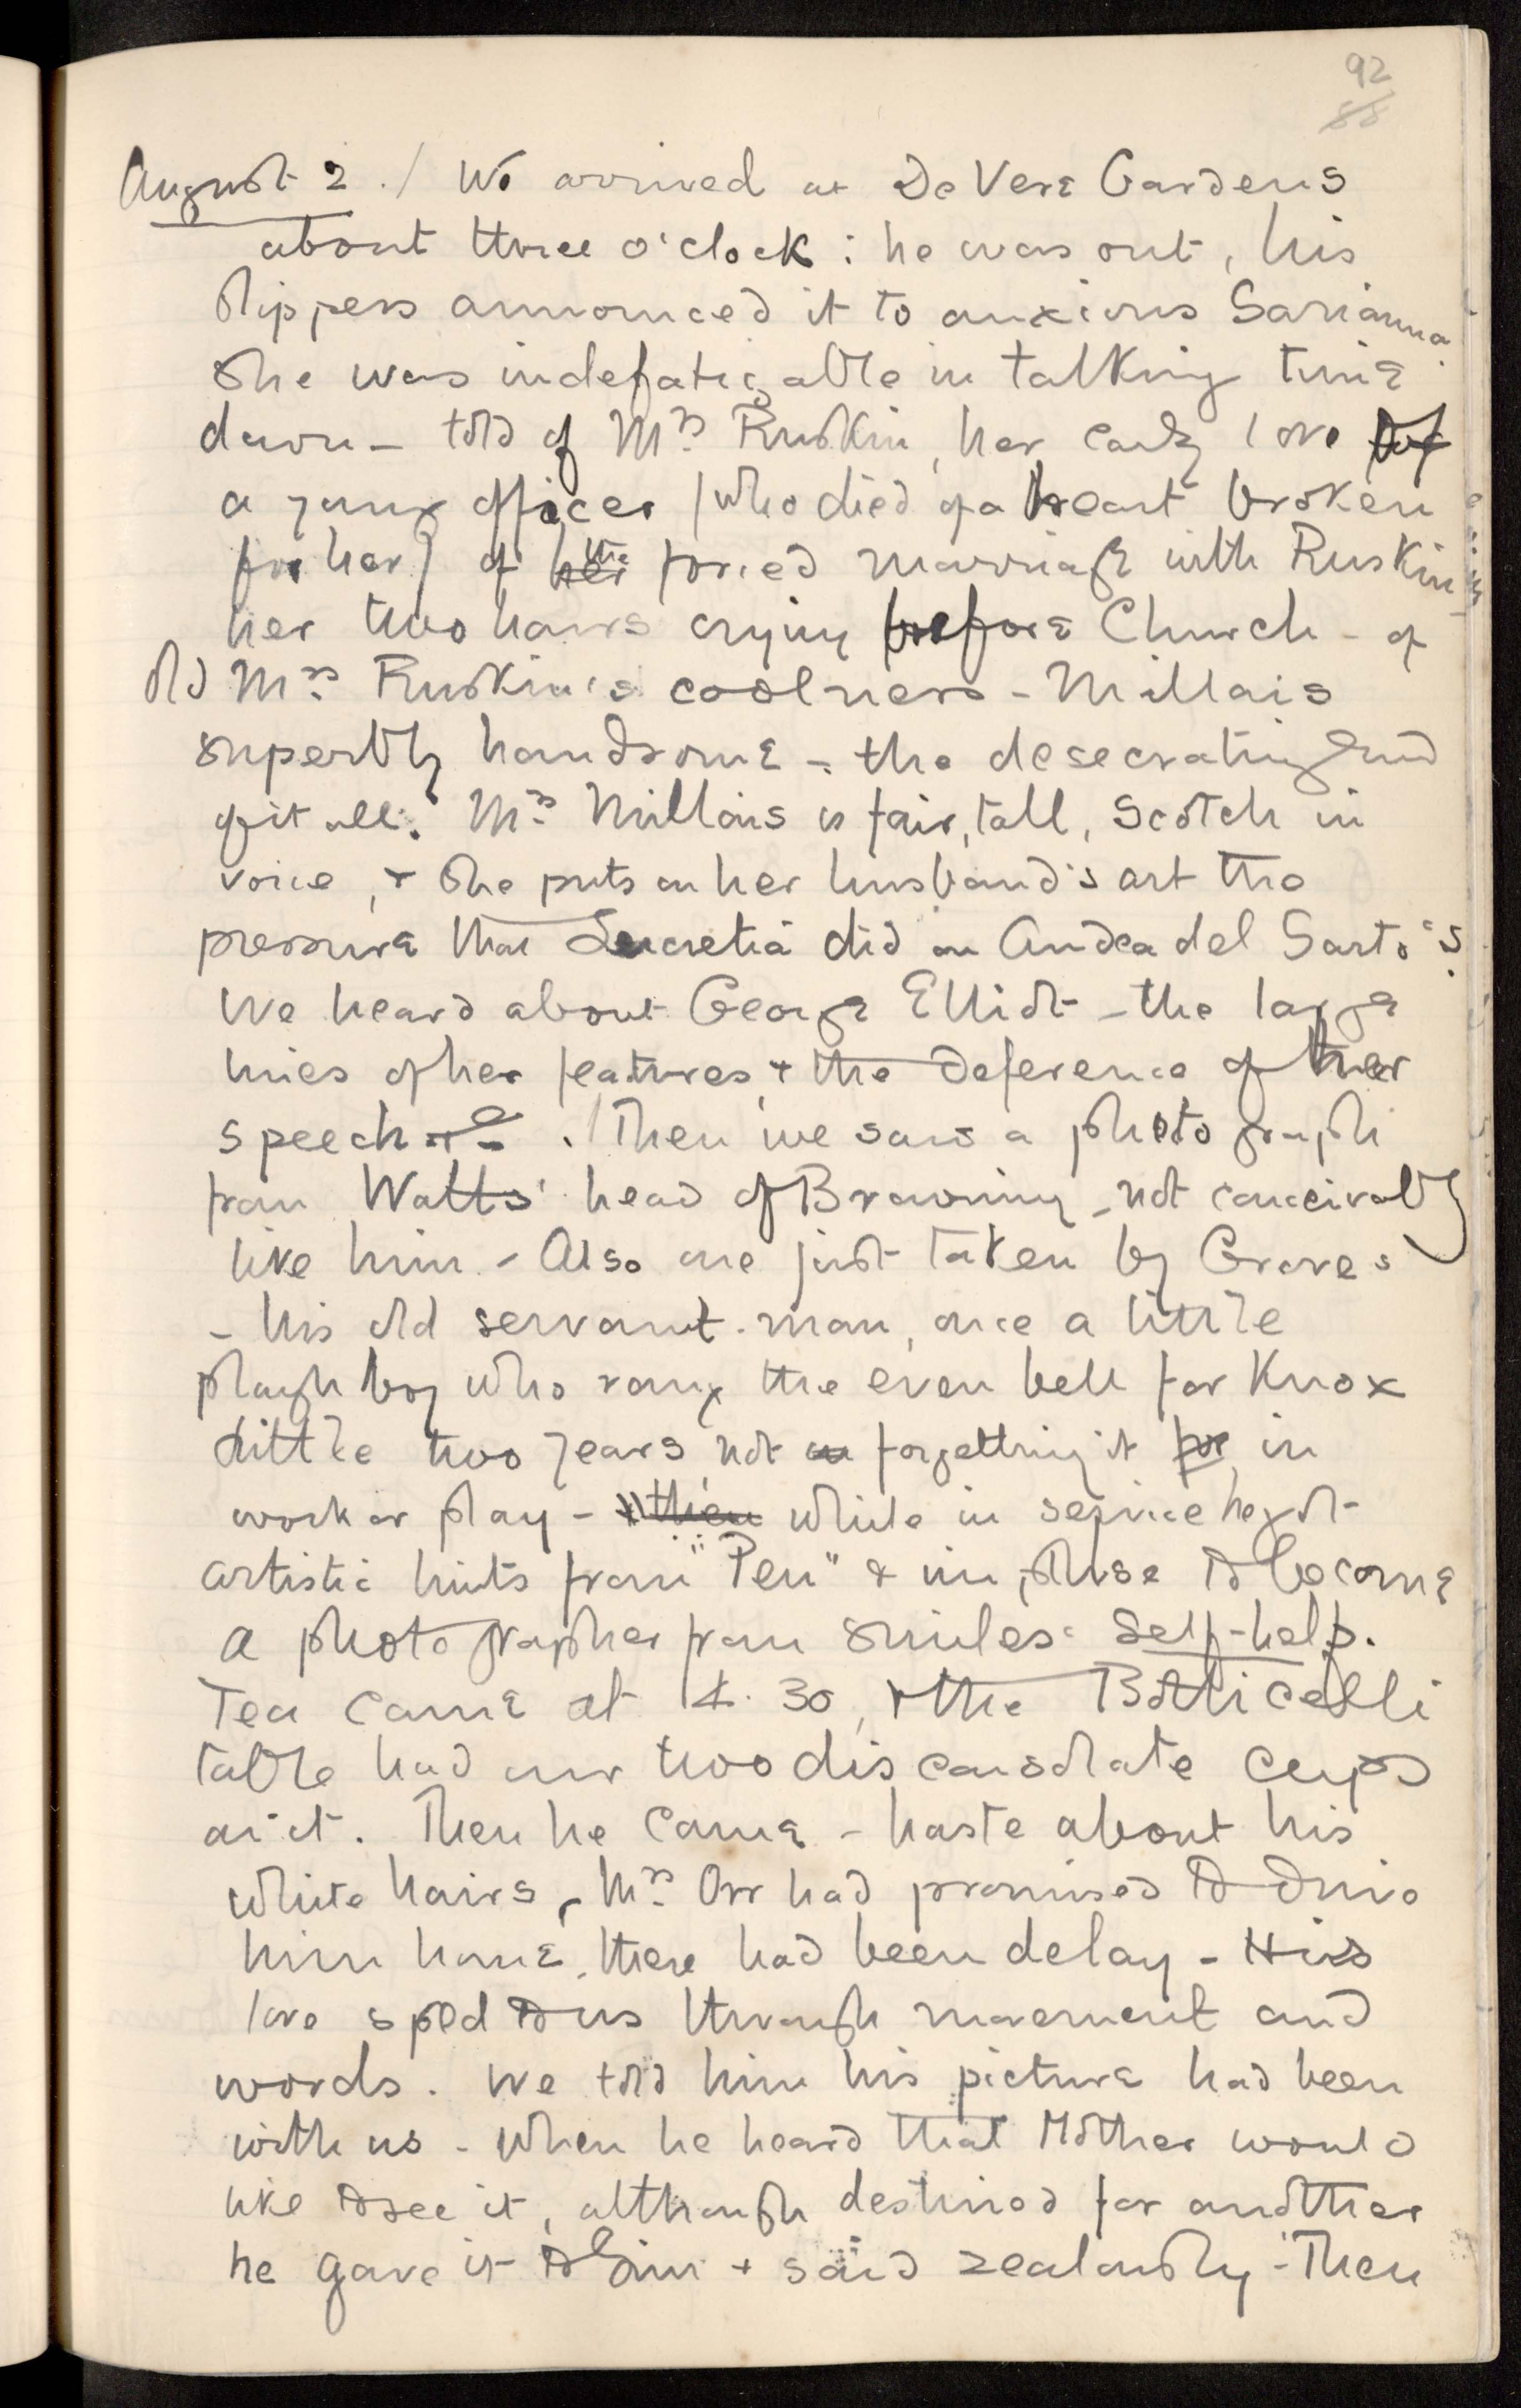 92
88
August 2. / We arrived at De Vere Gardens
about three o'clock : he was out, his
slippers announced it to anxious Sarianna.
She was indefatigable in talking time
down - told of Mrs Ruskin, her early love of
a young officer (who died of a heart broken
for her) of her the forced marriage with Ruskin -
her two hours crying before Church - of
old Mrs Ruskin's coolness - Millais
superbly handsome - the desecrating end
of it all. Mrs Millais is fair, tall, Scotch in
voice, & she puts on her husband's art the
pressure that Lucretia did on Andrea del Sarto's.
We heard about George Elliot - the large
lines of her features, & the deference of her
speech . / Then we saw a photograph
from Watts' head of Browning - not conceivably
like him - Also one just taken by Groves
- his old servant-man, once a little
plough boy who rang the even bell for Knox
Little two years, not forgetting it for in
work or play - then while in service he got
artistic hints from "Pen" & impulse to become
a photographer from Smiles' Self-help.
Tea came at 4.30, & the Botticelli
table had our two disconsolate cups
on it. Then he came - haste about his
white hairs, Mrs Orr had promised to drive
him home, there had been delay - His
love sped to us through movement and
words. We told him his picture had been
with us - When he heard that Mother would
like to see it, although destined for another
he gave it to Sim & said zealously - Then